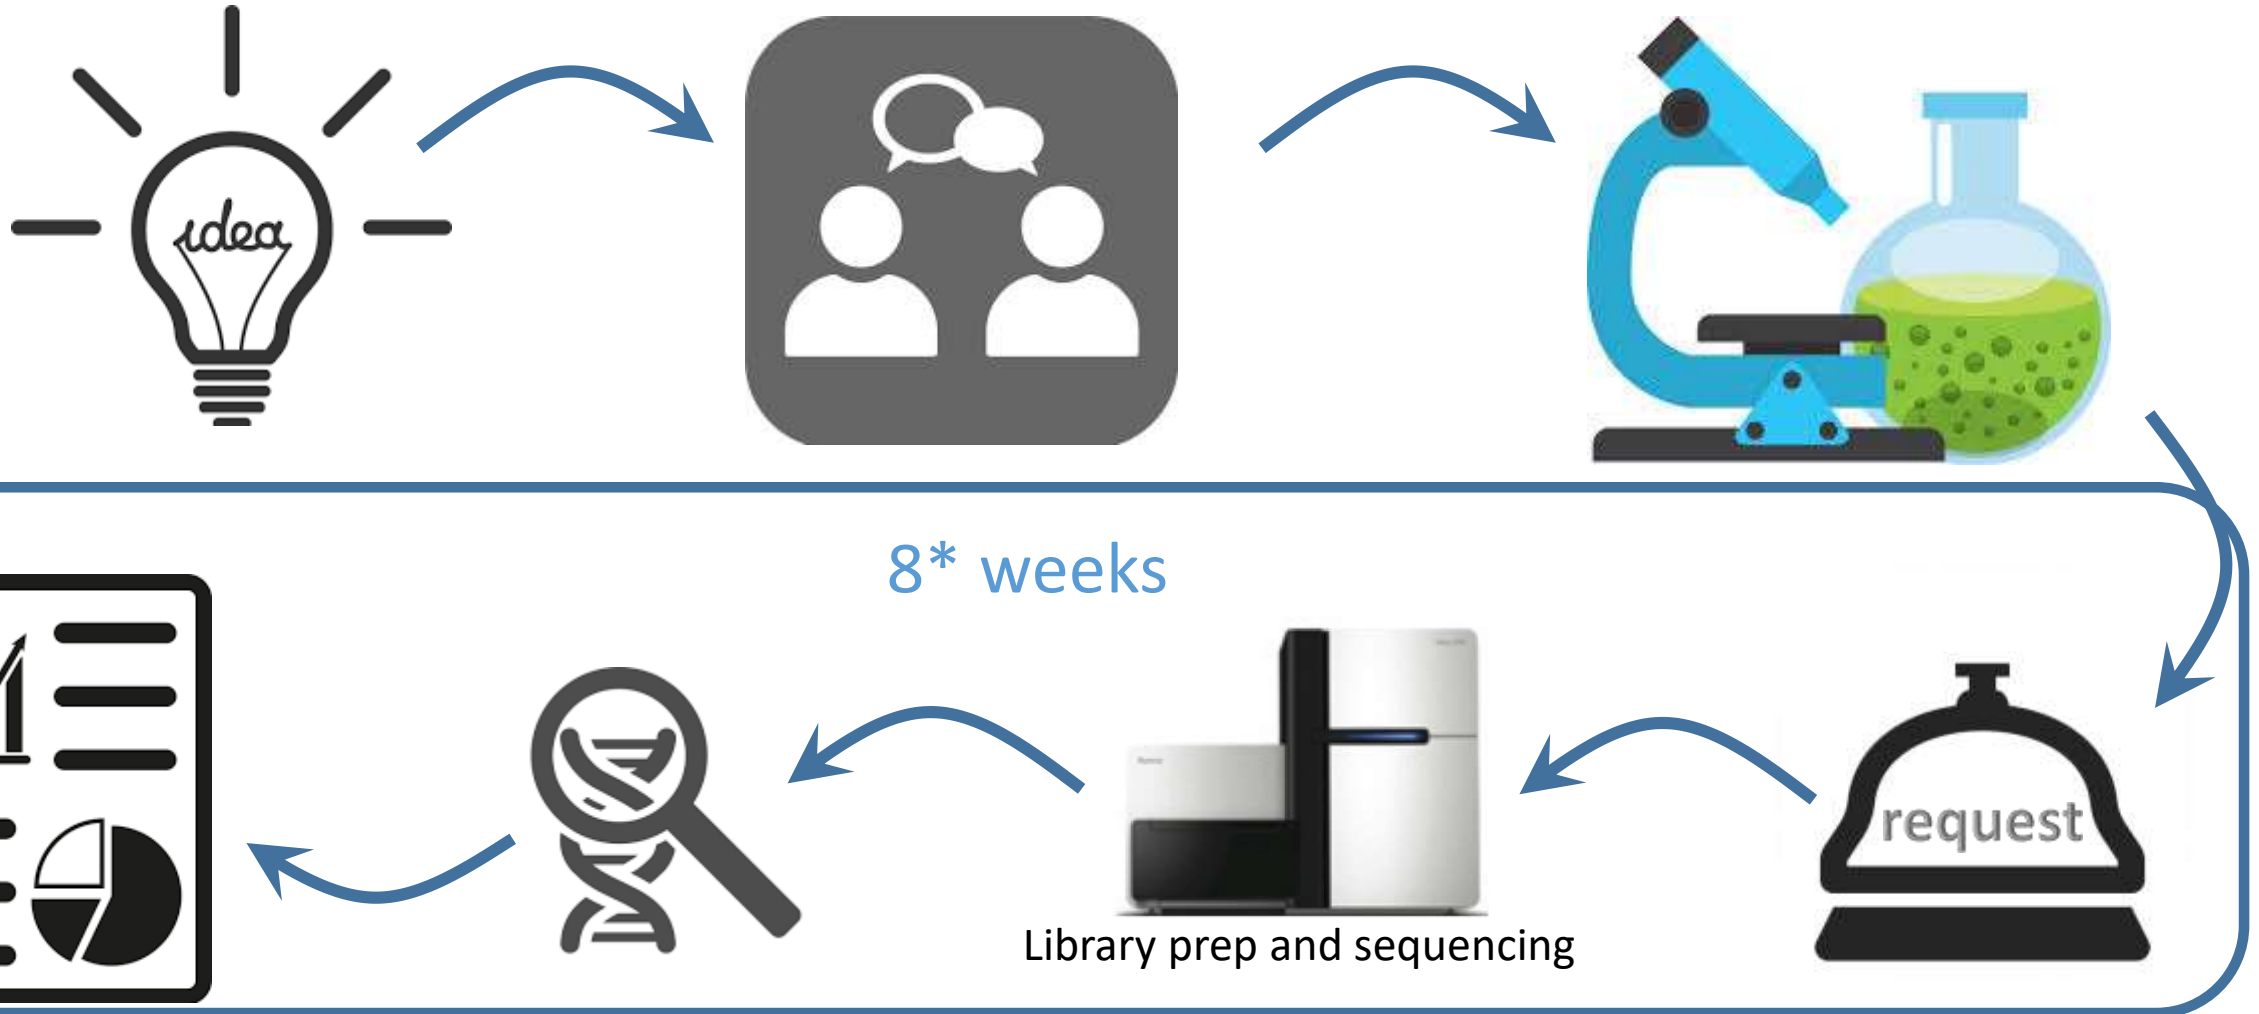 idea
8* weeks
request
Library prep and sequencing